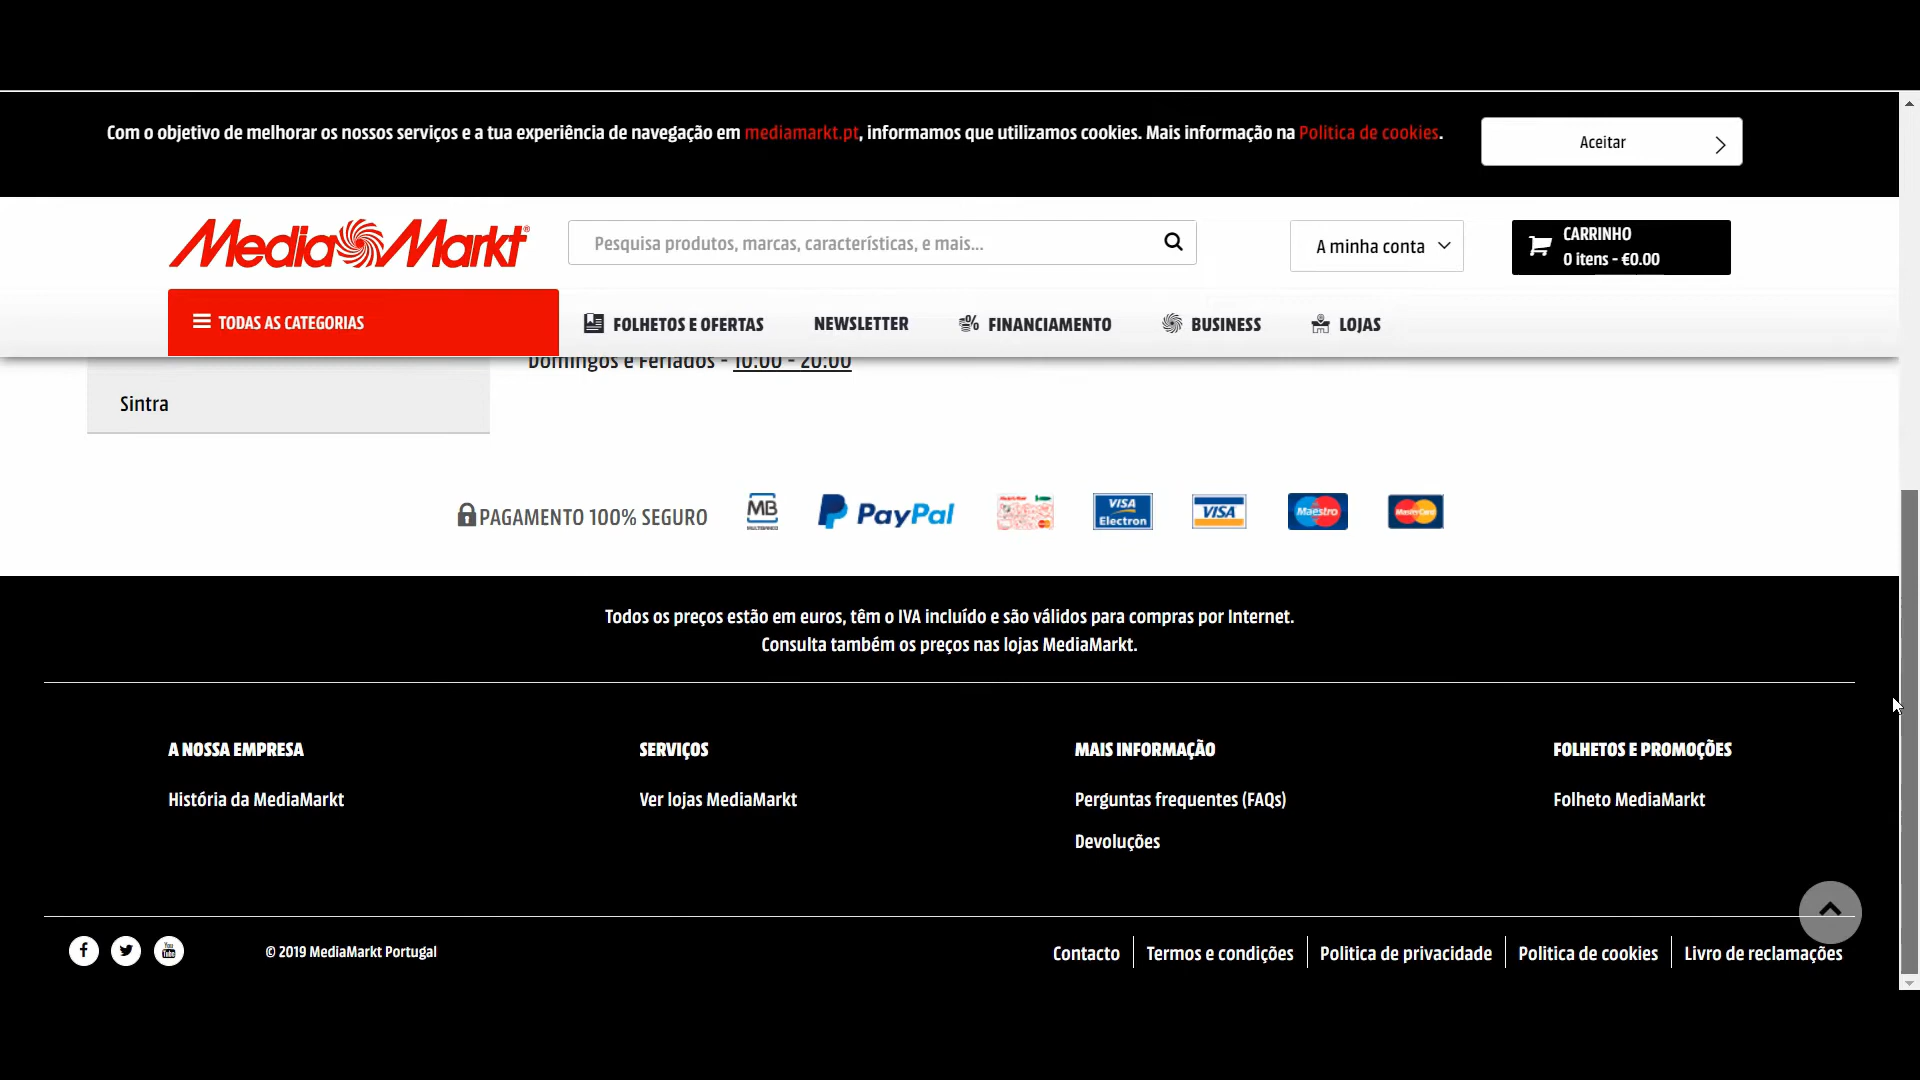 Com o objetivo de melhorar os nossos serviços e a tua experiência de navegação em mediamarkt.pt, informamos que utilizamos cookies. Mais informação na Politica de cookies.
Aceitar
MediaMarkt®
Pesquisa produtos, marcas, características, e mais...
A minha conta
CARRINHO
0 itens - €0.00
TODAS AS CATEGORIAS
FOLHETOS E OFERTAS
NEWSLETTER
FINANCIAMENTO
BUSINESS
LOJAS
Domingos e Feriados - 10:00 - 20:00
Sintra
PAGAMENTO 100% SEGURO
MB
MULTIBANCO
PayPal
VISA
Electron
VISA
Maestro
MasterCard
Todos os preços estão em euros, têm o IVA incluído e são válidos para compras por Internet.
Consulta também os preços nas lojas MediaMarkt.
A NOSSA EMPRESA
História da MediaMarkt
SERVIÇOS
Ver lojas MediaMarkt
MAIS INFORMAÇÃO
Perguntas frequentes (FAQs)
Devoluções
FOLHETOS E PROMOÇÕES
Folheto MediaMarkt
You
Tube
© 2019 MediaMarkt Portugal
Contacto
Termos e condições
Politica de privacidade
Politica de cookies
Livro de reclamações